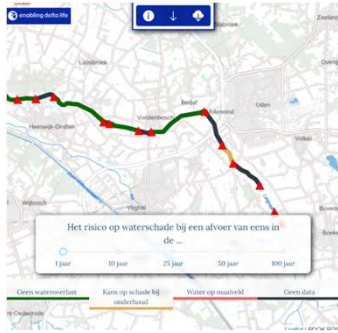 enabling delta life
Zeeland
Loosbroek
Bedaf
Uden
Vorstenbosch
Volkel
Heeswijk-Dinther
Veghel
Het risico op waterschade bij een afvoer van eens in
de ...
1 jaar
10 jaar
25 jaar
50 jaar
100 jaar
Geen wateroverlast
Kans op schade bij
onderhoud
Water op maaiveld
Geen data